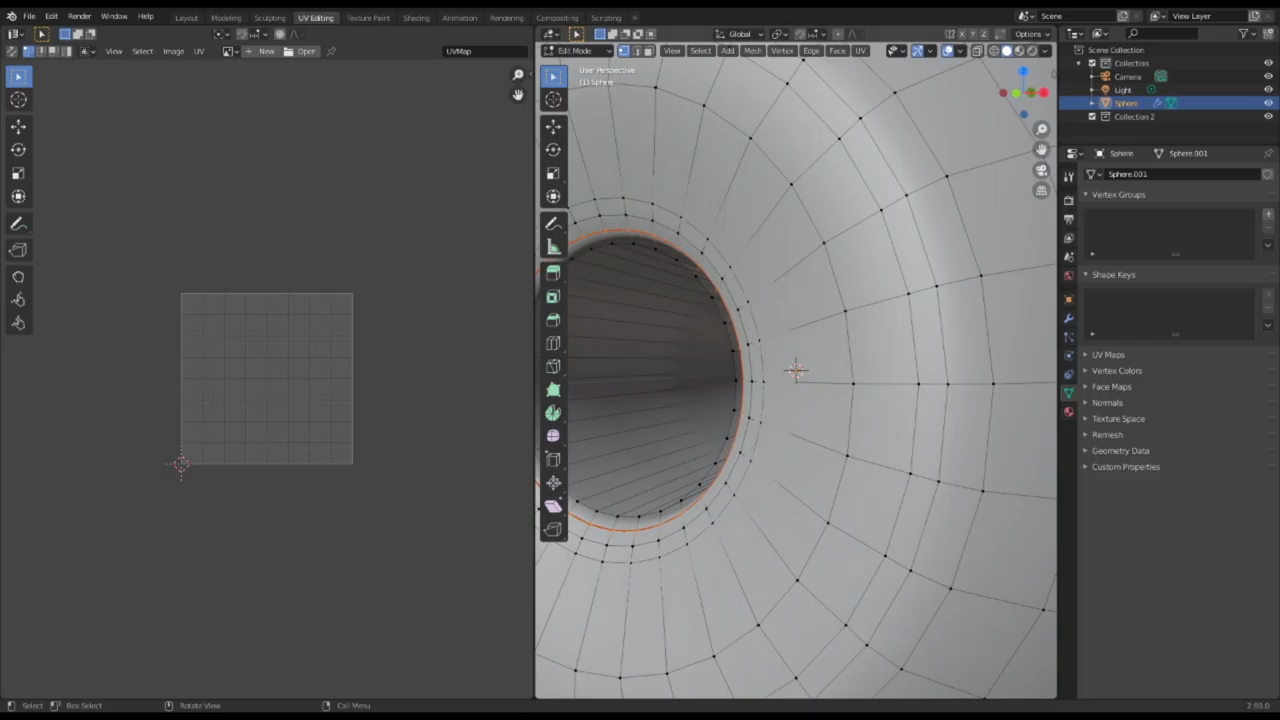 File Edit Render Window Help Layout Modeling Sculpting UV Editing Texture Paint Shading Animation Rendering Compositing Scripting + Scene View Layer
Global Options
View Select Image UV New Open UVMap
Edit Mode View Select Add Mesh Vertex Edge Face UV
X Y Z
User Perspective
(1) Sphere
Scene Collection
Collection
Camera
Light
Sphere
Collection 2
Sphere Sphere.001
Sphere.001
Vertex Groups
Shape Keys
UV Maps
Vertex Colors
Face Maps
Normals
Texture Space
Remesh
Geometry Data
Custom Properties
Select Box Select Rotate View Call Menu 2.90.0